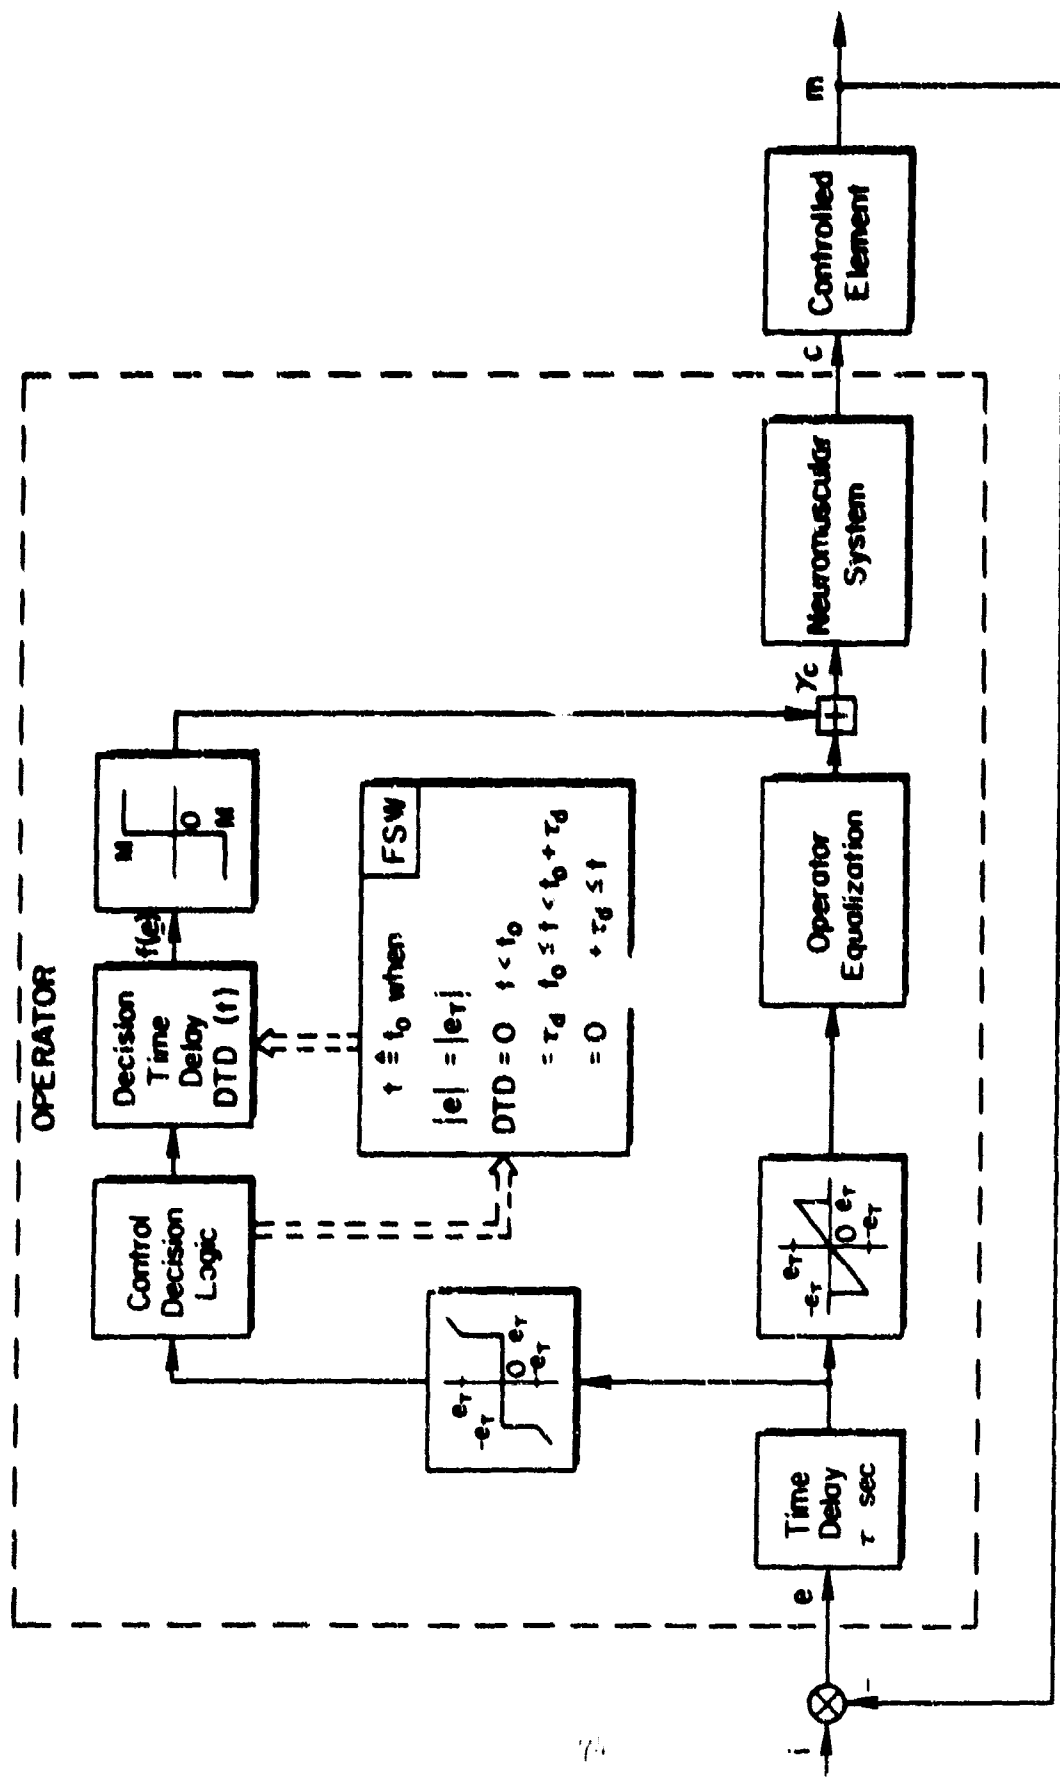 OPERATOR
Control
Decision
Logic
Decision
Time
Delay
DTD (t)
f(e)
M
O
M
FSW
t ≜ t₀ when
|e| = |e_T|
DTD = 0 t < t₀
= τ_d t₀ ≤ t < t₀ + τ_d
= 0 + τ_d ≤ t
e_T
-e_T
O e_T
-e_T
i
-
e
Time
Delay
τ sec
e_T
-e_T
O e_T
-e_T
Operator
Equalization
+
γc
Neuromuscular
System
c
Controlled
Element
m